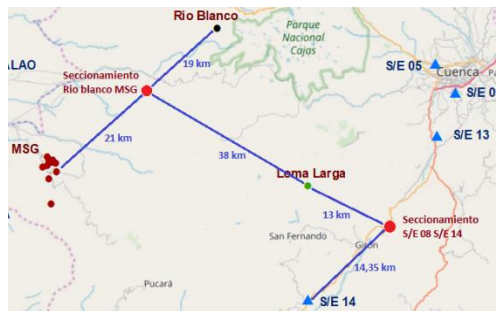 Rio Blanco
Parque
Nacional
Cajas
S/E 05
Cuenca
ALAO
Seccionamiento
Rio blanco MSG
19 km
S/E 0
21 km
S/E 13
MSG
38 km
Loma Larga
13 km
Seccionamiento
S/E 08 S/E 14
San Fernando
Girón
14,35 km
Pucará
S/E 14